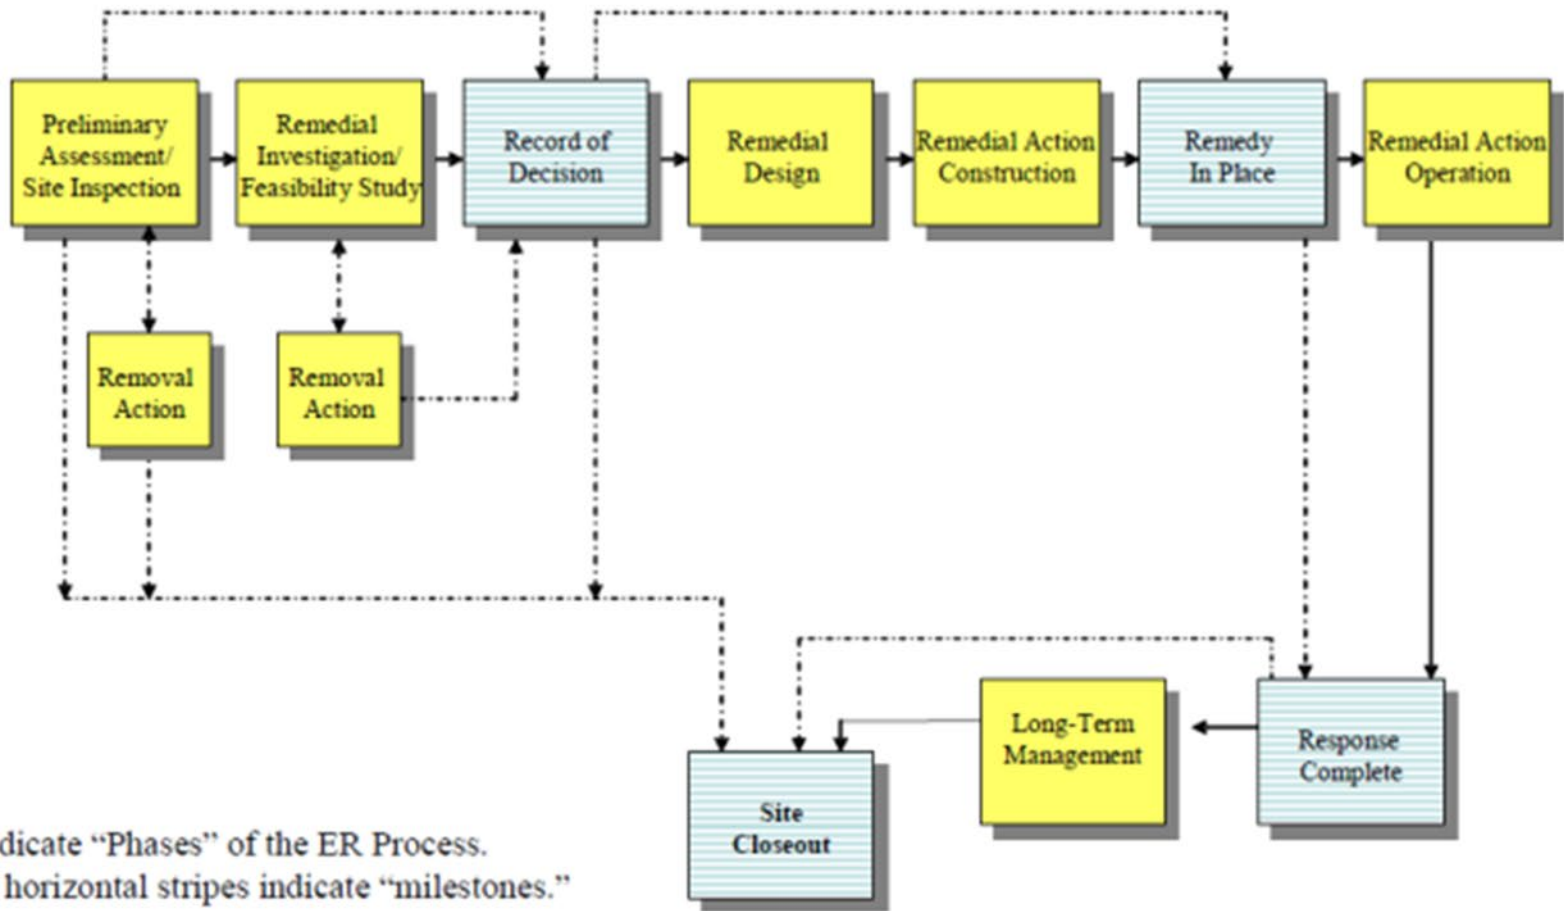 Preliminary
Assessment/
Site Inspection
Remedial
Investigation/
Feasibility Study
Record of
Decision
Remedial
Design
Remedial Action
Construction
Remedy
In Place
Remedial Action
Operation
Removal
Action
Removal
Action
Long-Term
Management
Response
Complete
Site
Closeout
dicate “Phases” of the ER Process.
horizontal stripes indicate “milestones.”